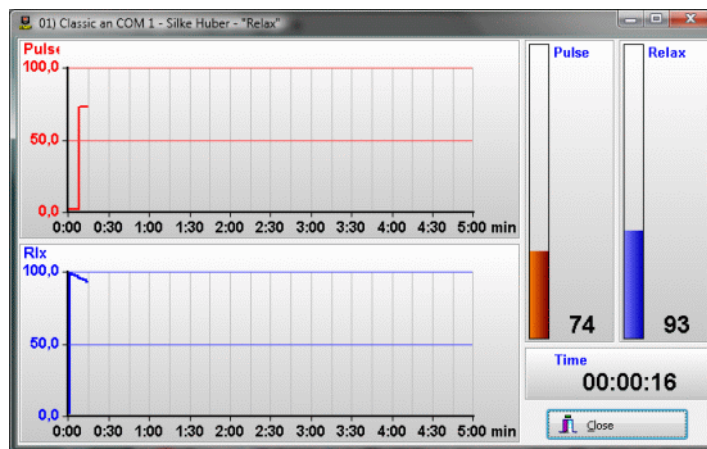 01) Classic an COM 1 - Silke Huber - "Relax"
Pulse
100,0
50,0
0,0
0:00 0:30 1:00 1:30 2:00 2:30 3:00 3:30 4:00 4:30 5:00 min
Rlx
100,0
50,0
0,0
0:00 0:30 1:00 1:30 2:00 2:30 3:00 3:30 4:00 4:30 5:00 min
Pulse
74
Relax
93
Time
00:00:16
Close